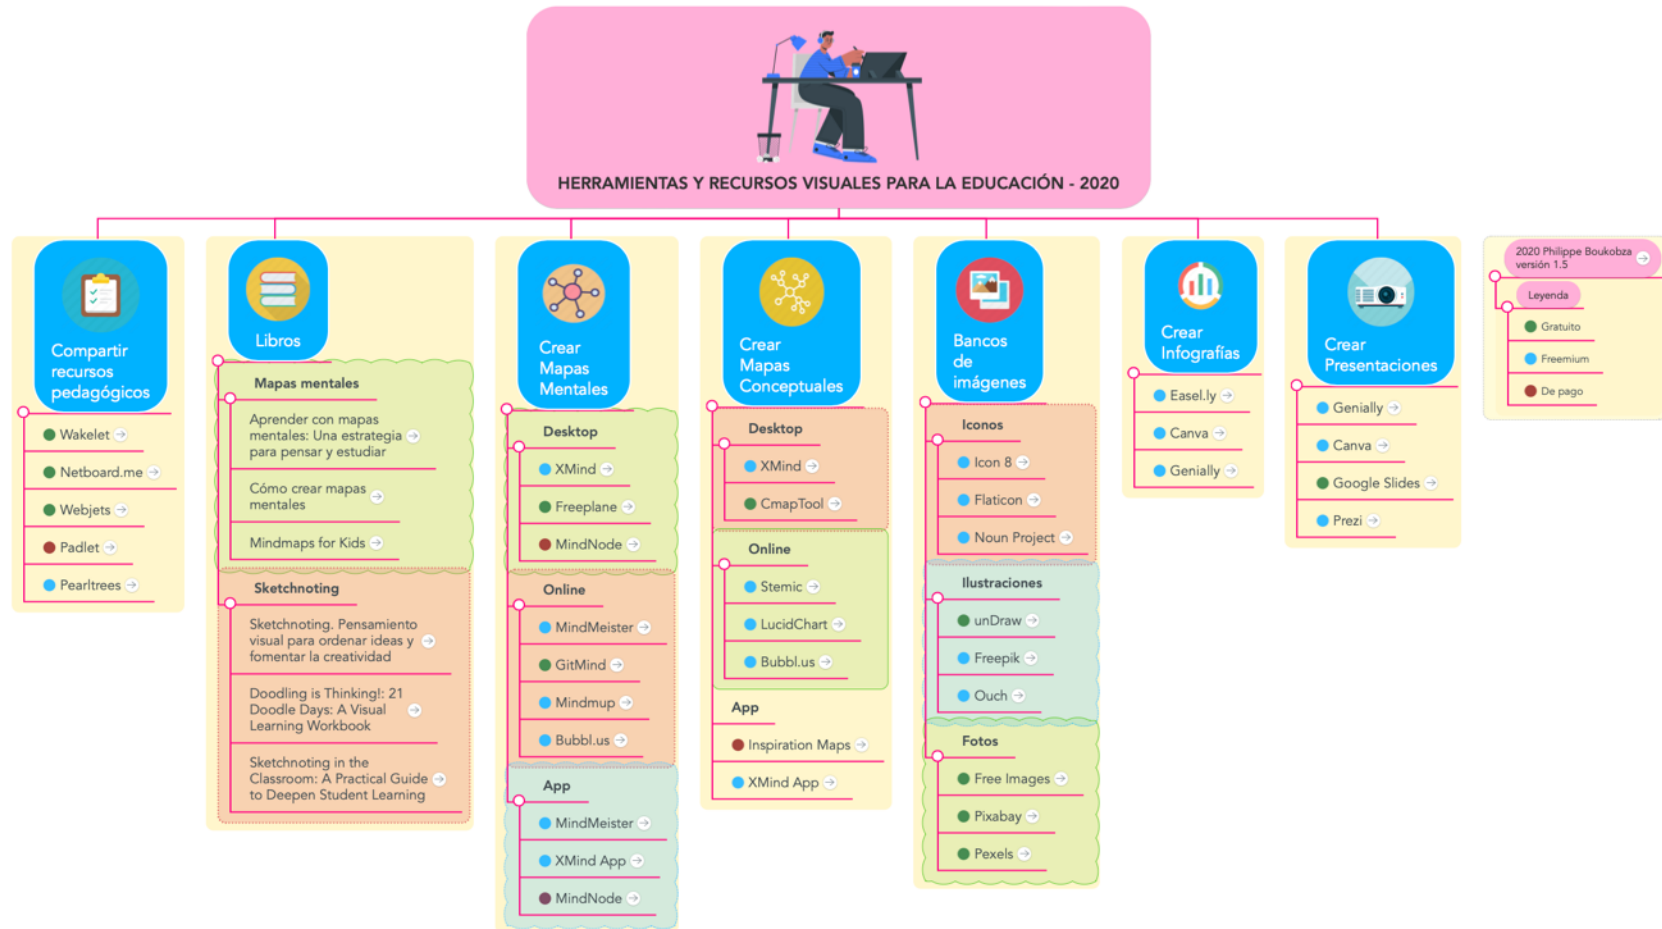 HERRAMIENTAS Y RECURSOS VISUALES PARA LA EDUCACIÓN - 2020
Compartir
recursos
pedagógicos
Wakelet
Netboard.me
Webjets
Padlet
Pearltrees
Libros
Mapas mentales
Aprender con mapas
mentales: Una estrategia
para pensar y estudiar
Cómo crear mapas
mentales
Mindmaps for Kids
Sketchnoting
Sketchnoting. Pensamiento
visual para ordenar ideas y
fomentar la creatividad
Doodling is Thinking!: 21
Doodle Days: A Visual
Learning Workbook
Sketchnoting in the
Classroom: A Practical Guide
to Deepen Student Learning
Crear
Mapas
Mentales
Desktop
XMind
Freeplane
MindNode
Online
MindMeister
GitMind
Mindmup
Bubbl.us
App
MindMeister
XMind App
MindNode
Crear
Mapas
Conceptuales
Desktop
XMind
CmapTool
Online
Stemic
LucidChart
Bubbl.us
App
Inspiration Maps
XMind App
Bancos
de
imágenes
Iconos
Icon 8
Flaticon
Noun Project
Ilustraciones
unDraw
Freepik
Ouch
Fotos
Free Images
Pixabay
Pexels
Crear
Infografías
Easel.ly
Canva
Genially
Crear
Presentaciones
Genially
Canva
Google Slides
Prezi
2020 Philippe Boukobza
versión 1.5
Leyenda
Gratuito
Freemium
De pago